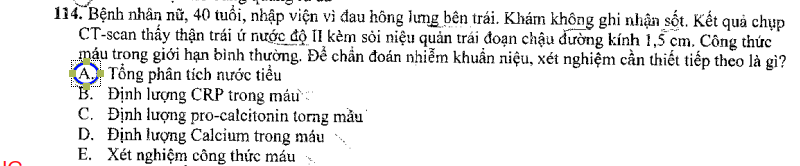 114. Bệnh nhân nữ, 40 tuổi, nhập viện vì đau hông lưng bên trái. Khám không ghi nhận sốt. Kết quả chụp
CT-scan thấy thận trái ứ nước độ II kèm sỏi niệu quản trái đoạn chậu đường kính 1,5 cm. Công thức
máu trong giới hạn bình thường. Để chẩn đoán nhiễm khuẩn niệu, xét nghiệm cần thiết tiếp theo là gì?
A. Tổng phân tích nước tiểu
B. Định lượng CRP trong máu
C. Định lượng pro-calcitonin torng máu
D. Định lượng Calcium trong máu
E. Xét nghiệm công thức máu